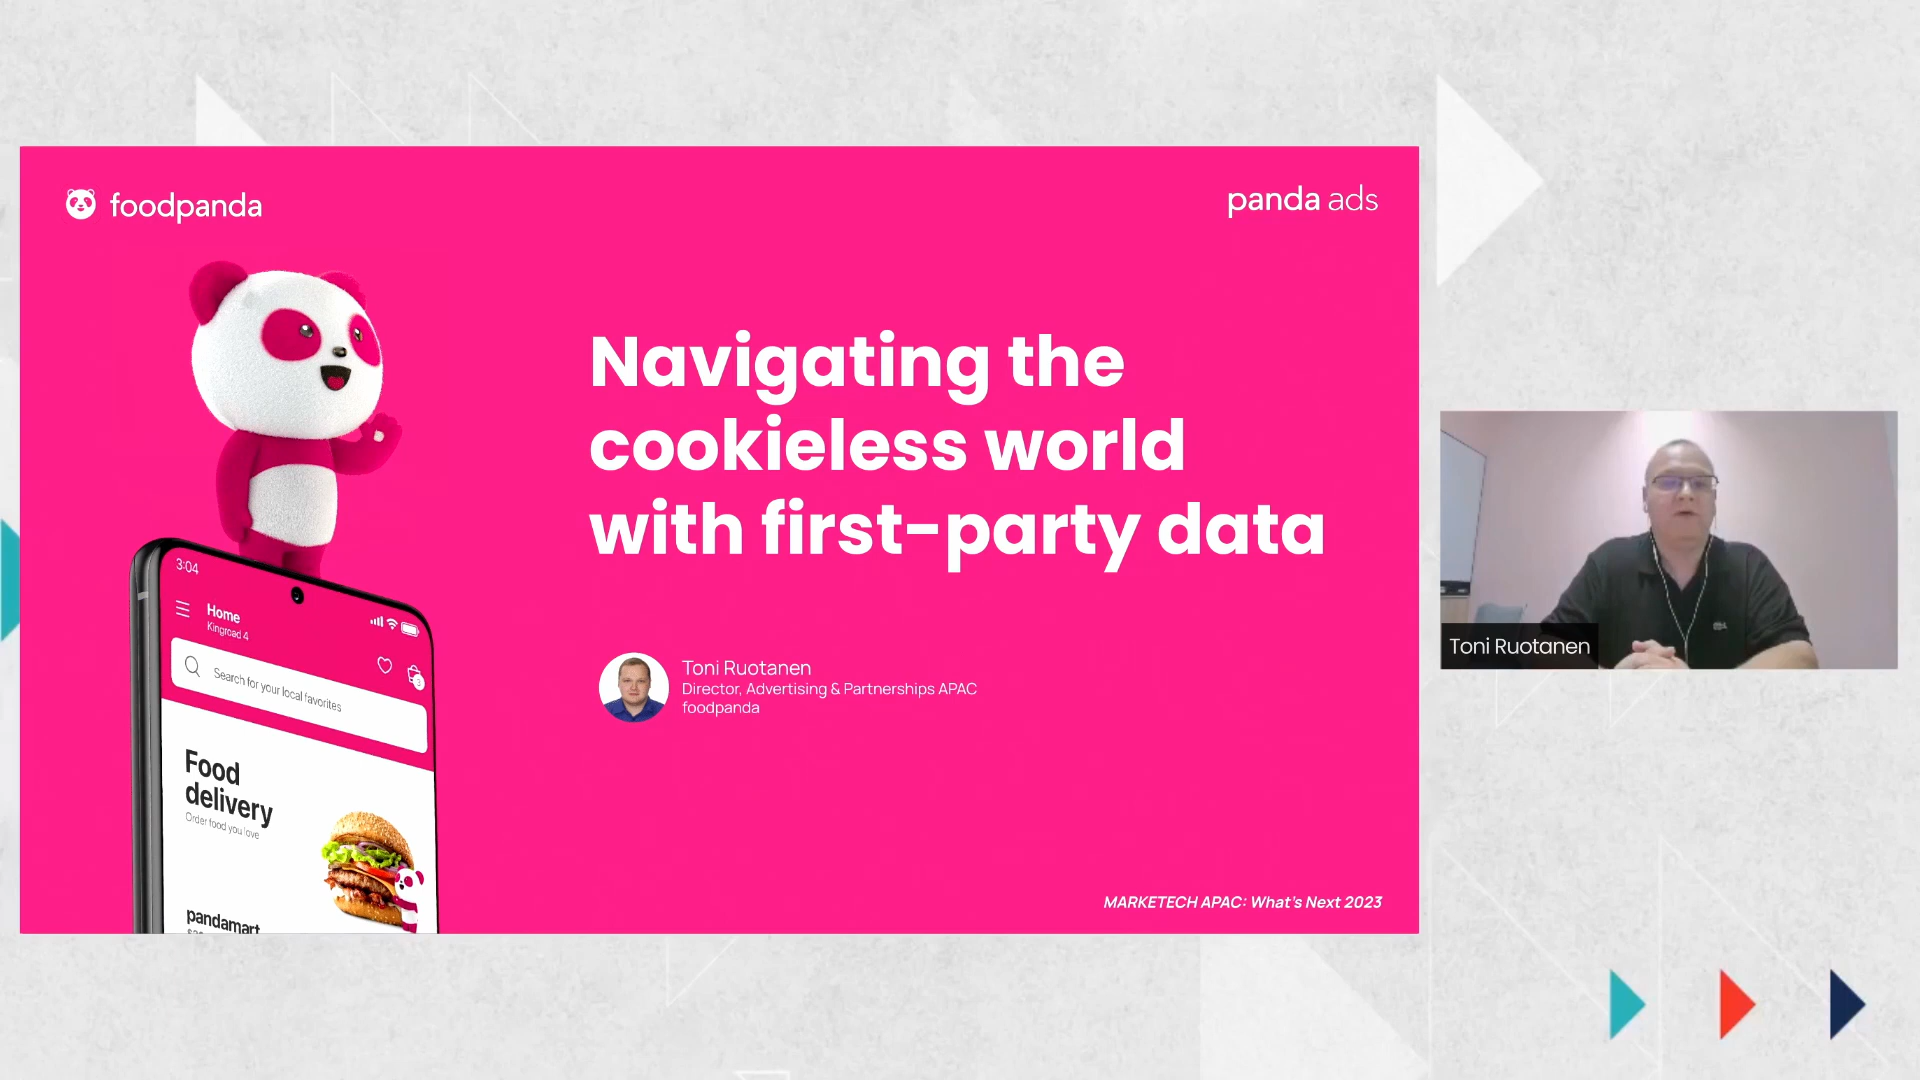 foodpanda
panda ads
Navigating the
cookieless world
with first-party data
Toni Ruotanen
Director, Advertising & Partnerships APAC
foodpanda
3:04
Home
Kingroad 4
3
Search for your local favorites
Food
delivery
Order food you love
pandamart
MARKETECH APAC: What's Next 2023
Toni Ruotanen